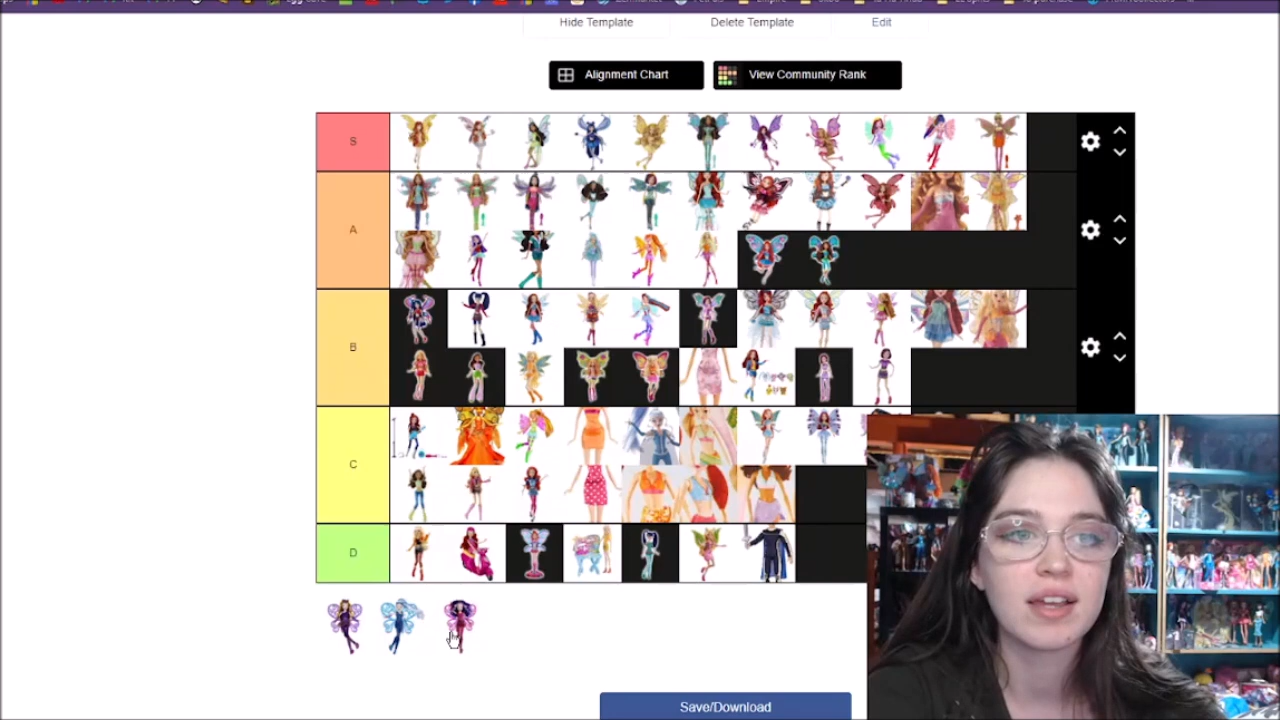 Hide Template
Delete Template
Edit
Alignment Chart
View Community Rank
S
A
B
C
D
Save/Download